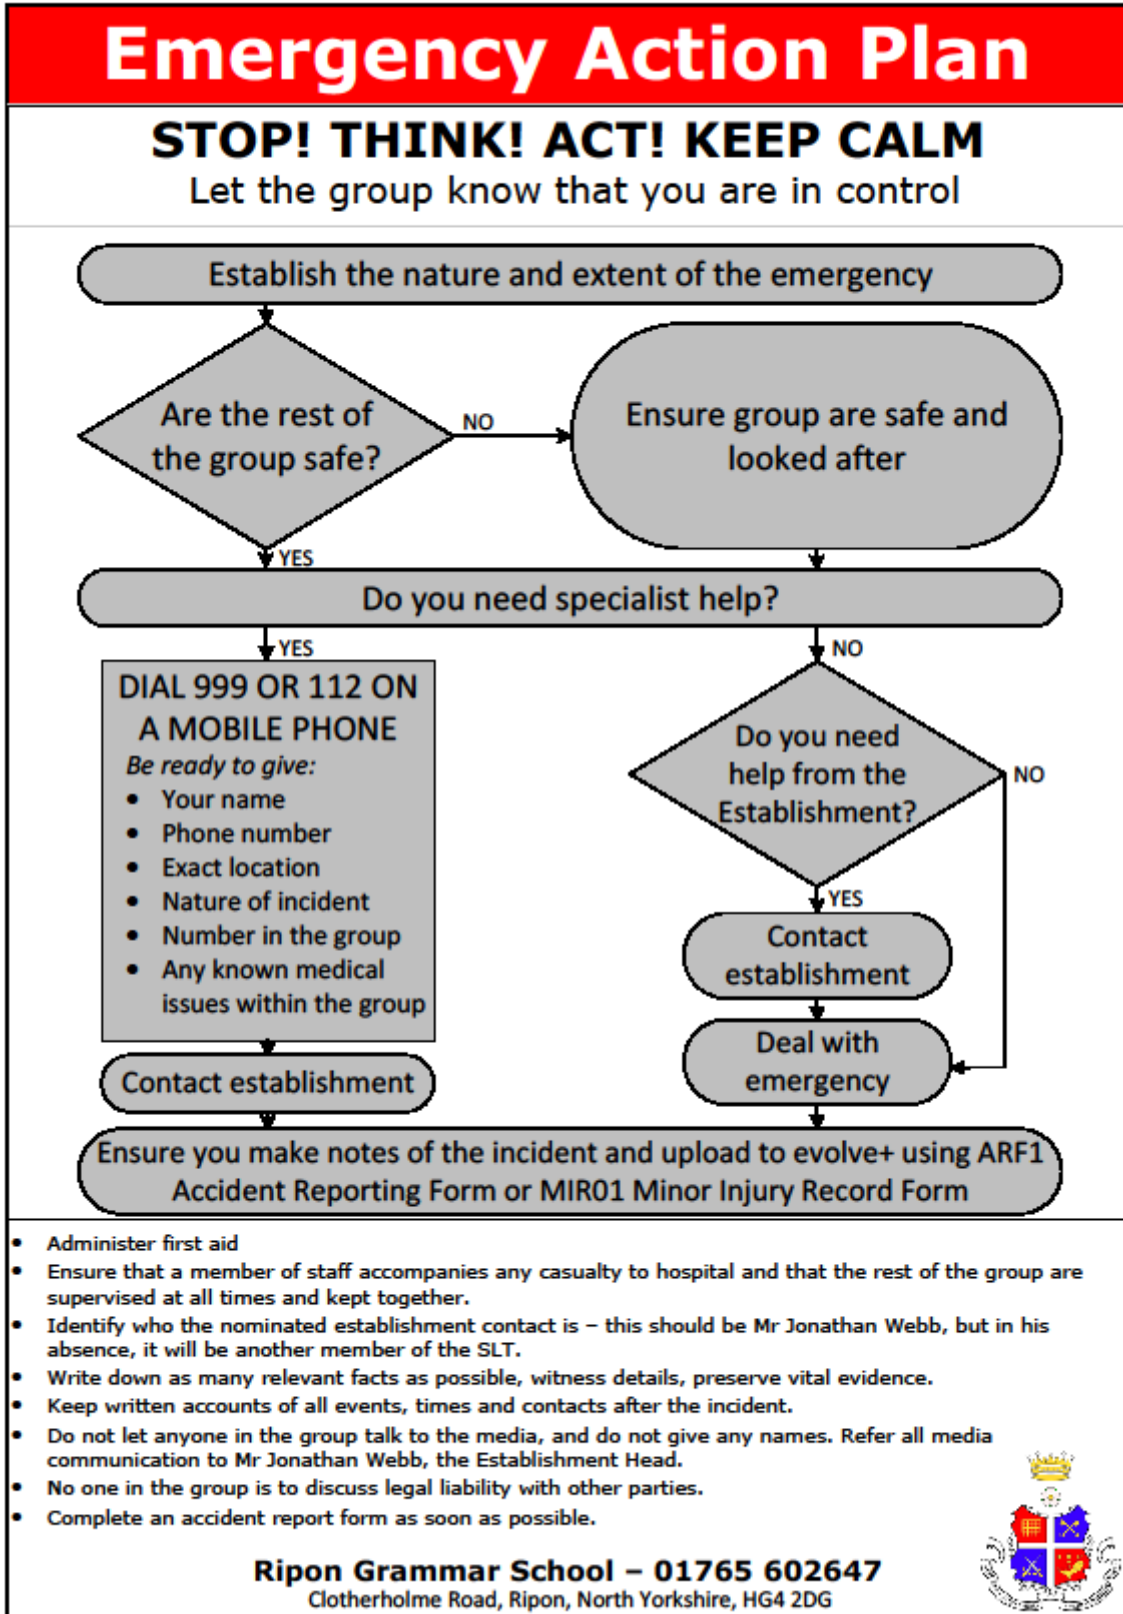 Emergency Action Plan
STOP! THINK! ACT! KEEP CALM
Let the group know that you are in control
Establish the nature and extent of the emergency
Are the rest of
the group safe?
NO
Ensure group are safe and
looked after
YES
Do you need specialist help?
YES
NO
DIAL 999 OR 112 ON
A MOBILE PHONE
Be ready to give:
• Your name
• Phone number
• Exact location
• Nature of incident
• Number in the group
• Any known medical
issues within the group
Do you need
help from the
Establishment?
NO
YES
Contact
establishment
Deal with
emergency
Contact establishment
Ensure you make notes of the incident and upload to evolve+ using ARF1
Accident Reporting Form or MIR01 Minor Injury Record Form
• Administer first aid
• Ensure that a member of staff accompanies any casualty to hospital and that the rest of the group are
supervised at all times and kept together.
• Identify who the nominated establishment contact is – this should be Mr Jonathan Webb, but in his
absence, it will be another member of the SLT.
• Write down as many relevant facts as possible, witness details, preserve vital evidence.
• Keep written accounts of all events, times and contacts after the incident.
• Do not let anyone in the group talk to the media, and do not give any names. Refer all media
communication to Mr Jonathan Webb, the Establishment Head.
• No one in the group is to discuss legal liability with other parties.
• Complete an accident report form as soon as possible.
Ripon Grammar School – 01765 602647
Clotherholme Road, Ripon, North Yorkshire, HG4 2DG